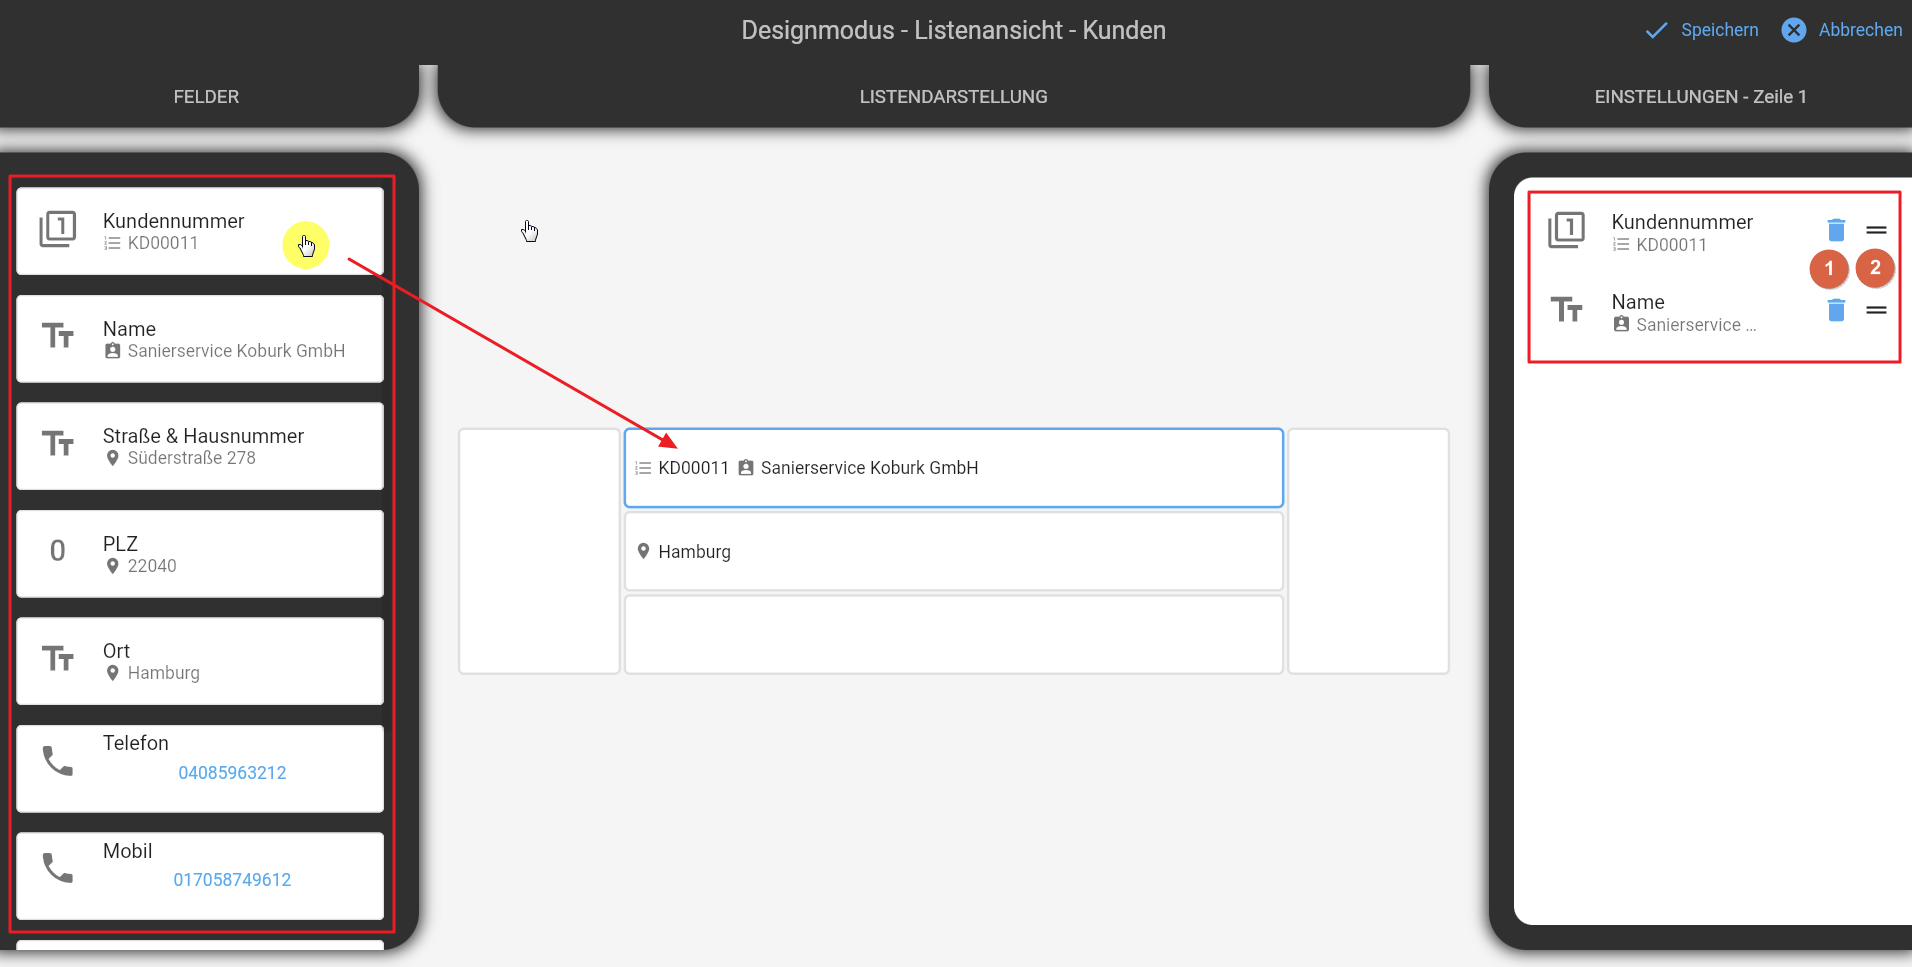 Designmodus - Listenansicht - Kunden
Speichern
Abbrechen
FELDER
LISTENDARSTELLUNG
EINSTELLUNGEN - Zeile 1
1
Kundennummer
KD00011
Name
Sanierservice Koburk GmbH
Straße & Hausnummer
Süderstraße 278
0
PLZ
22040
Ort
Hamburg
Telefon
04085963212
Mobil
017058749612
KD00011 Sanierservice Koburk GmbH
Hamburg
1
Kundennummer
KD00011
1 2
Name
Sanierservice ...